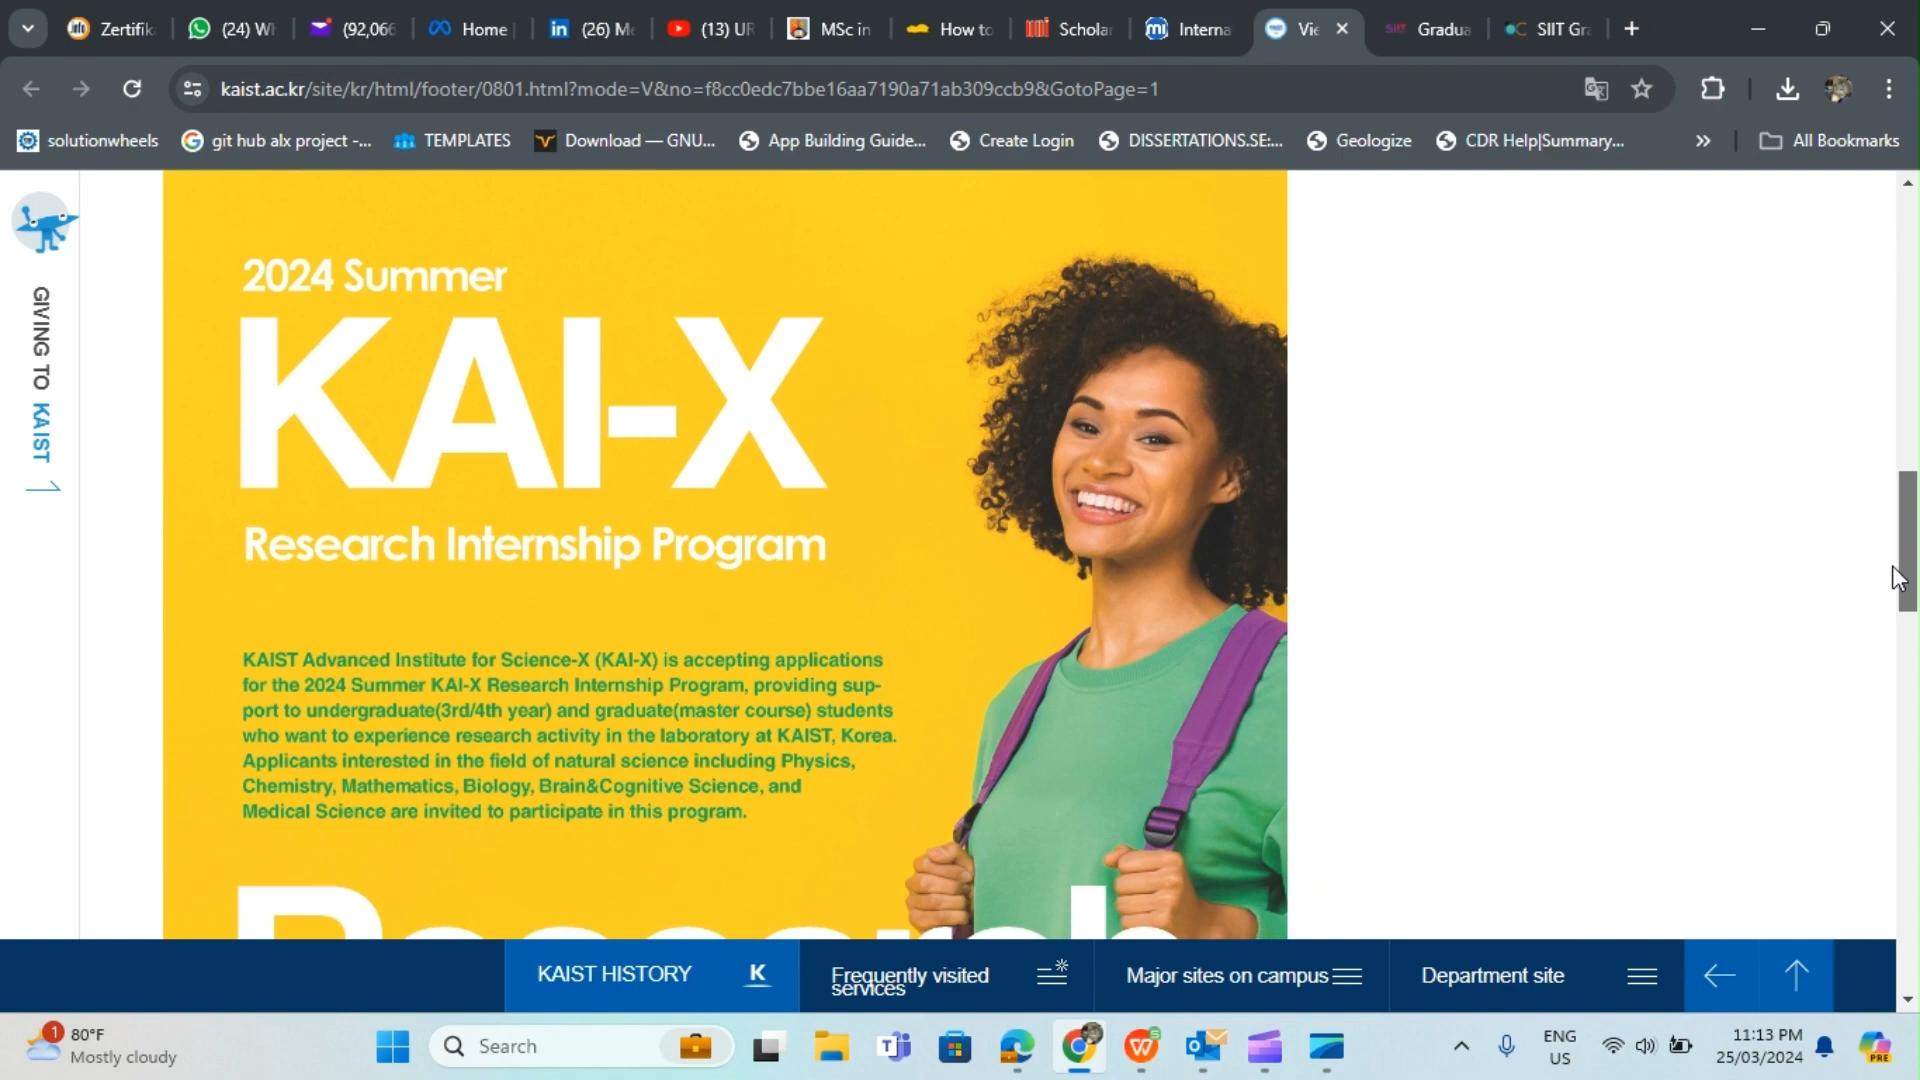 Zertifik
(24) Wh
(92,066
Home
(26) Me
(13) UR
MSc in
How to
Scholar
Interna
Vie
Gradua
SIIT Gra
kaist.ac.kr/site/kr/html/footer/0801.html?mode=V&no=f8cc0edc7bbe16aa7190a71ab309ccb9&GotoPage=1
solutionwheels
git hub alx project -...
TEMPLATES
Download — GNU...
App Building Guide...
Create Login
DISSERTATIONS.SE:...
Geologize
CDR Help|Summary...
All Bookmarks
GIVING TO KAIST
2024 Summer
KAI-X
Research Internship Program
KAIST Advanced Institute for Science-X (KAI-X) is accepting applications
for the 2024 Summer KAI-X Research Internship Program, providing sup-
port to undergraduate(3rd/4th year) and graduate(master course) students
who want to experience research activity in the laboratory at KAIST, Korea.
Applicants interested in the field of natural science including Physics,
Chemistry, Mathematics, Biology, Brain&Cognitive Science, and
Medical Science are invited to participate in this program.
Research
KAIST HISTORY K
Frequently visited
services
Major sites on campus
Department site
1
80°F
Mostly cloudy
Search
ENG
US
11:13 PM
25/03/2024
PRE